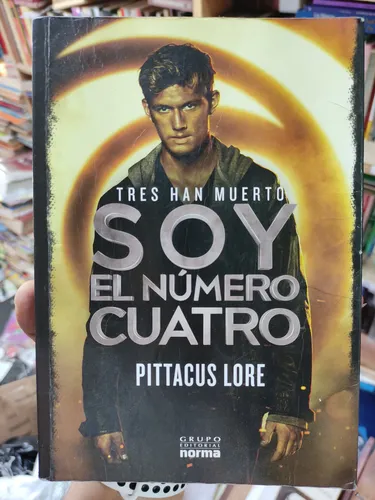 TRES HAN MUERTO
SOY
EL NÚMERO
CUATRO
PITTACUS LORE
GRUPO
EDITORIAL
norma